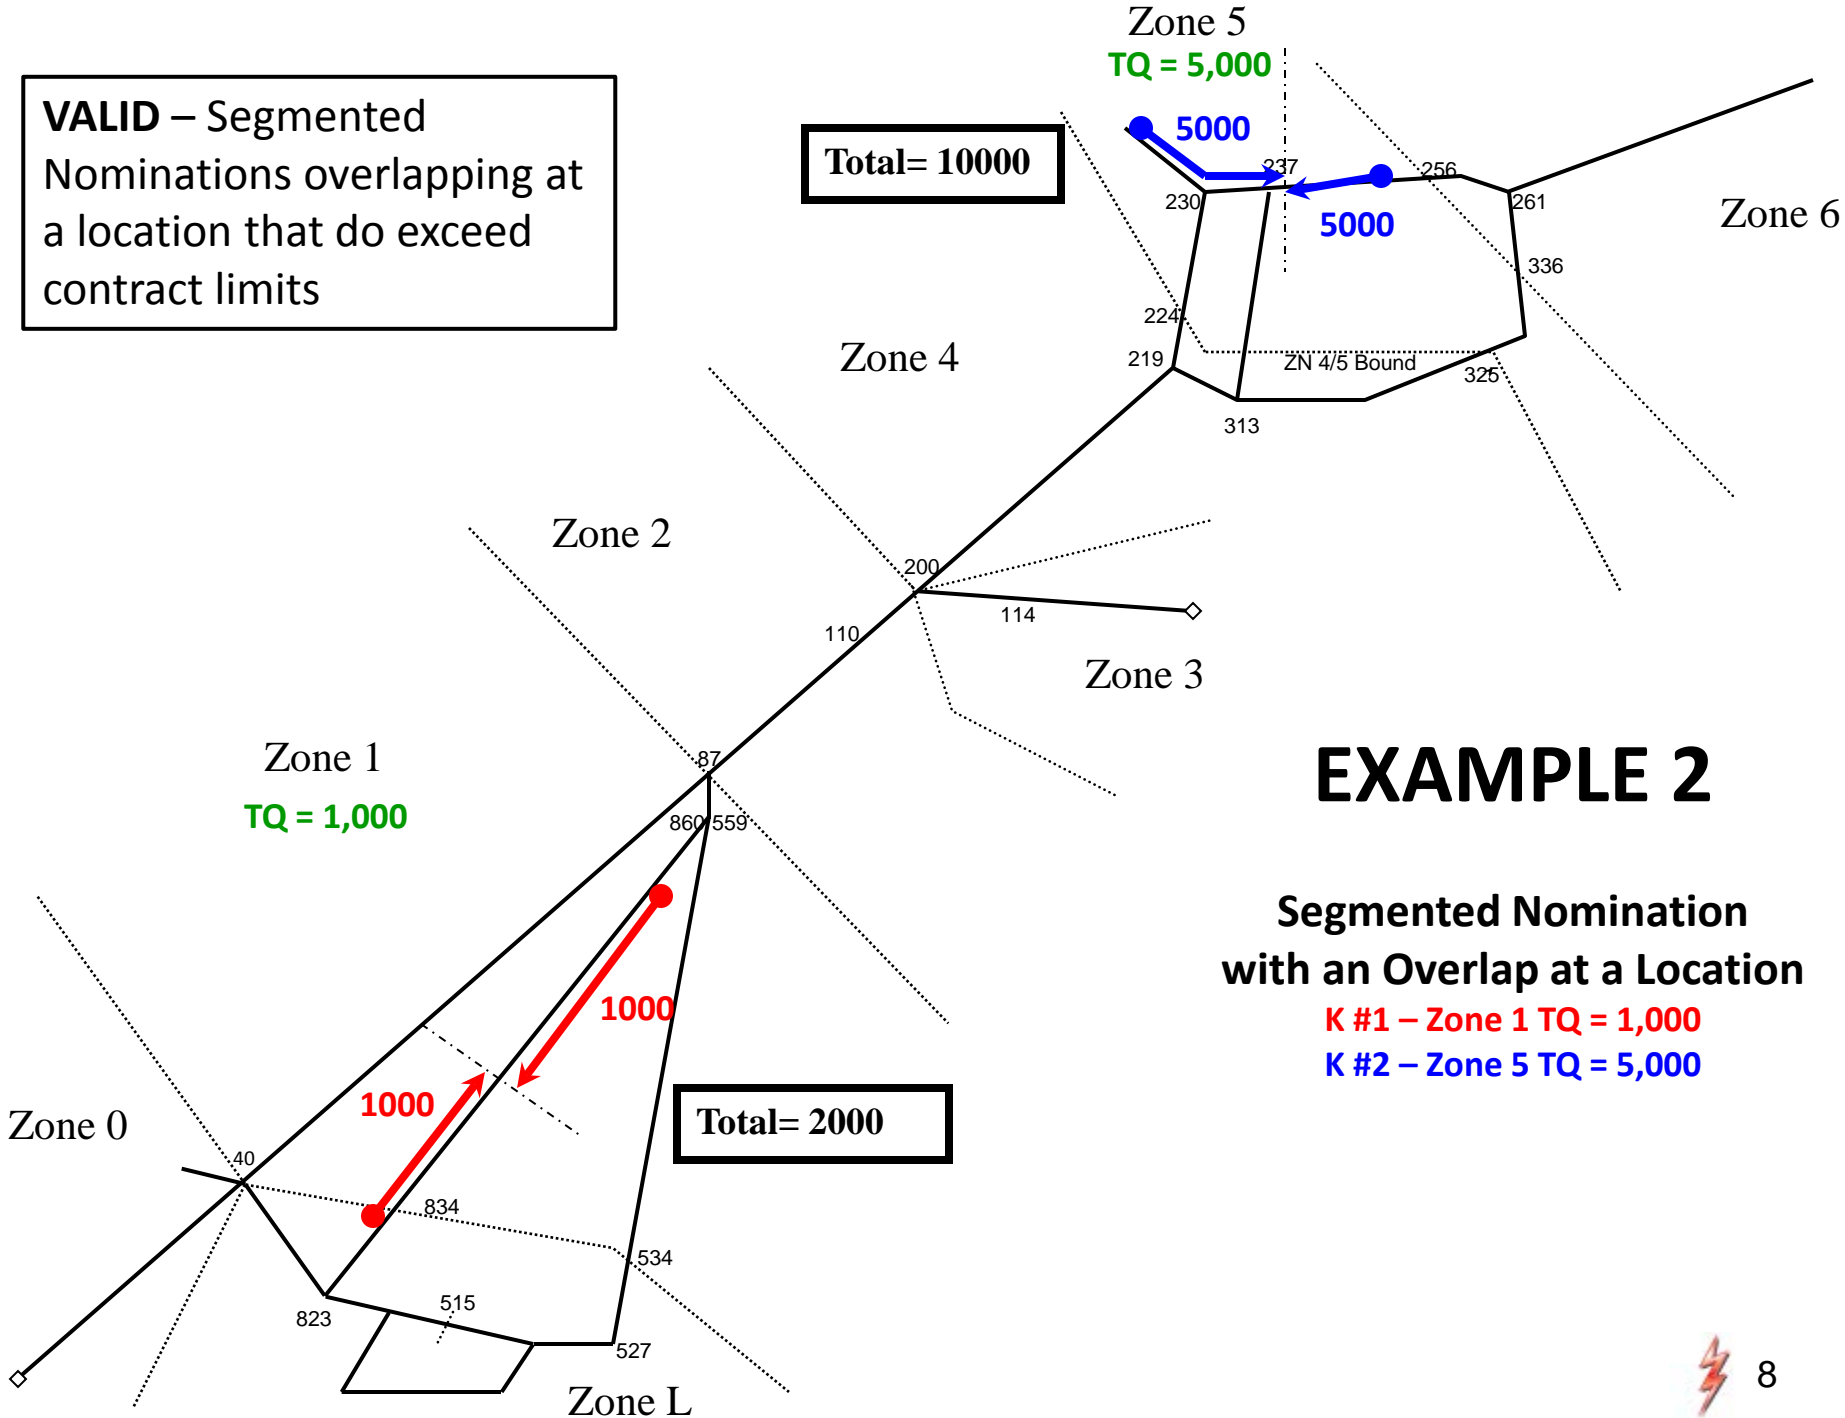 Zone 5
TQ = 5,000
VALID – Segmented
Nominations overlapping at
a location that do exceed
contract limits
Total= 10000
5000
237
256
230
5000
261
Zone 6
336
224
Zone 4
219
ZN 4/5 Bound
325
313
Zone 2
200
114
110
Zone 3
Zone 1
87
EXAMPLE 2
TQ = 1,000
860
559
Segmented Nomination
with an Overlap at a Location
1000
K #1 – Zone 1 TQ = 1,000
K #2 – Zone 5 TQ = 5,000
1000
Zone 0
Total= 2000
40
834
534
823
515
527
Zone L
8